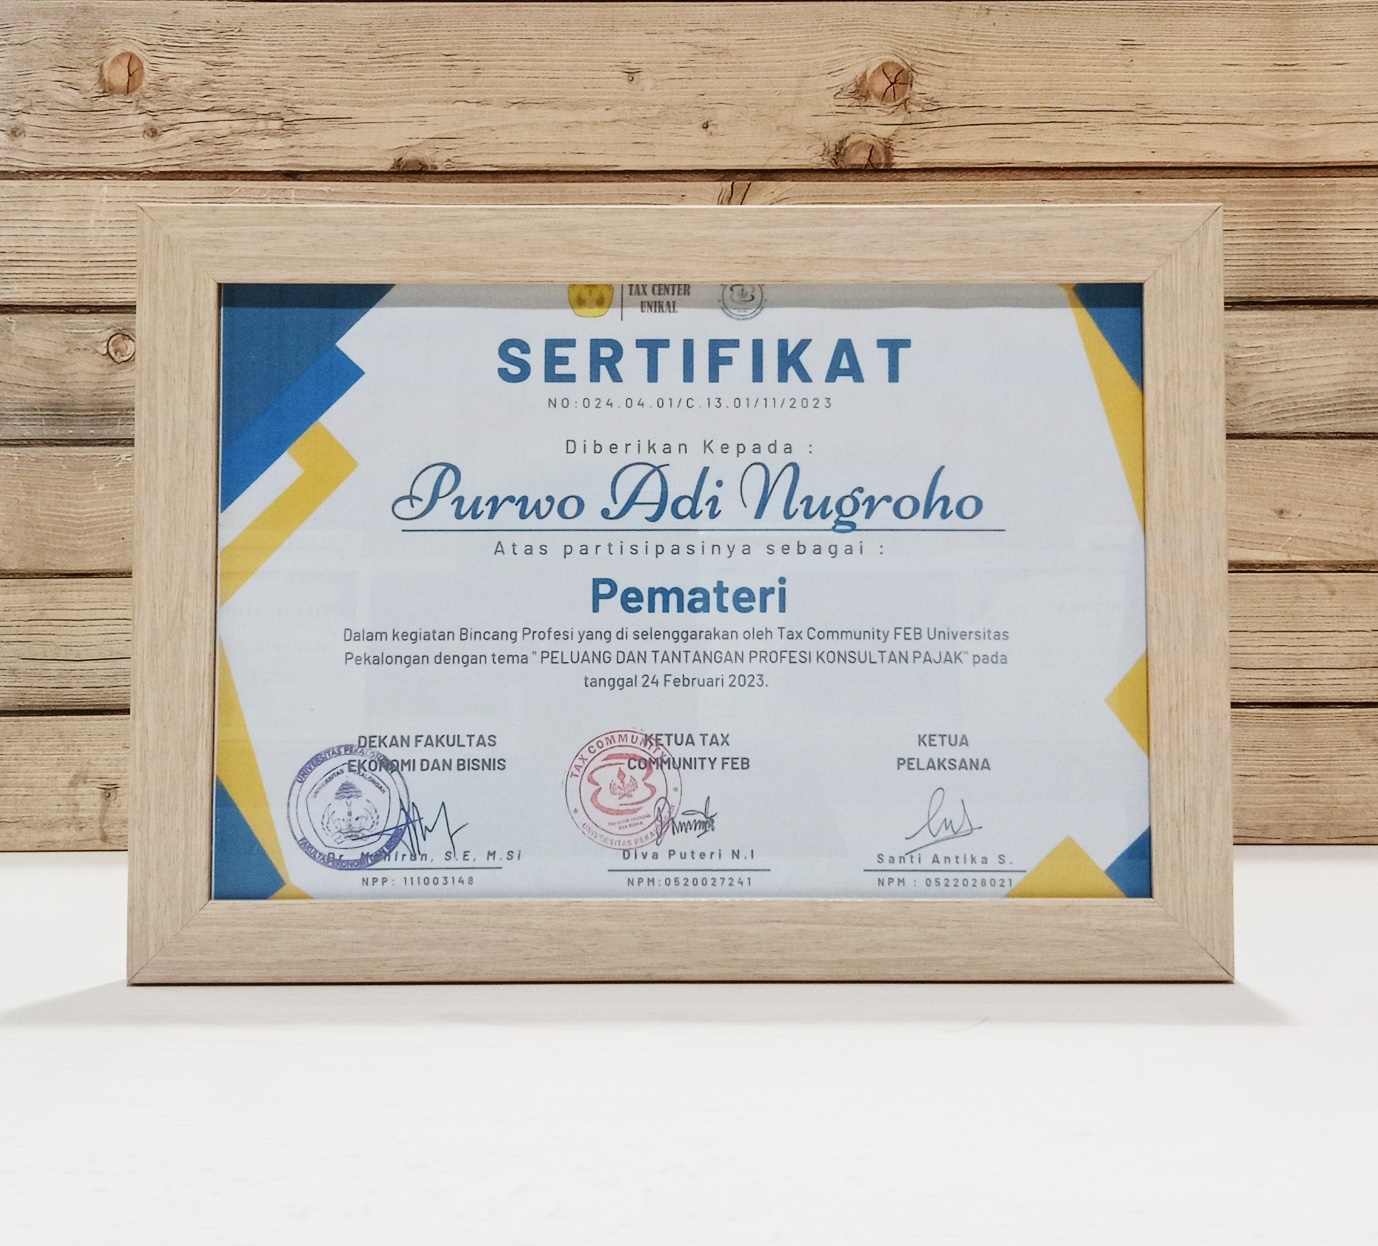 TAX CENTER
UNIKAL
SERTIFIKAT
NO:024.04.01/C.13.01/11/2023
Diberikan Kepada :
Purwo Adi Nugroho
Atas partisipasinya sebagai :
Pemateri
Dalam kegiatan Bincang Profesi yang di selenggarakan oleh Tax Community FEB Universitas
Pekalongan dengan tema " PELUANG DAN TANTANGAN PROFESI KONSULTAN PAJAK" pada
tanggal 24 Februari 2023.
DEKAN FAKULTAS
EKONOMI DAN BISNIS
UNIVERSITAS PEKALONGAN
UNIVERSITAS PEKALONGAN
S.E, M.Si
NPP: 111003148
KETUA TAX
COMMUNITY FEB
TAX COMMUNITY
UNIVERSITAS PEKALONGAN
Diva Puteri N.I
NPM:0520027241
KETUA
PELAKSANA
Santi Antika S.
NPM : 0522028021